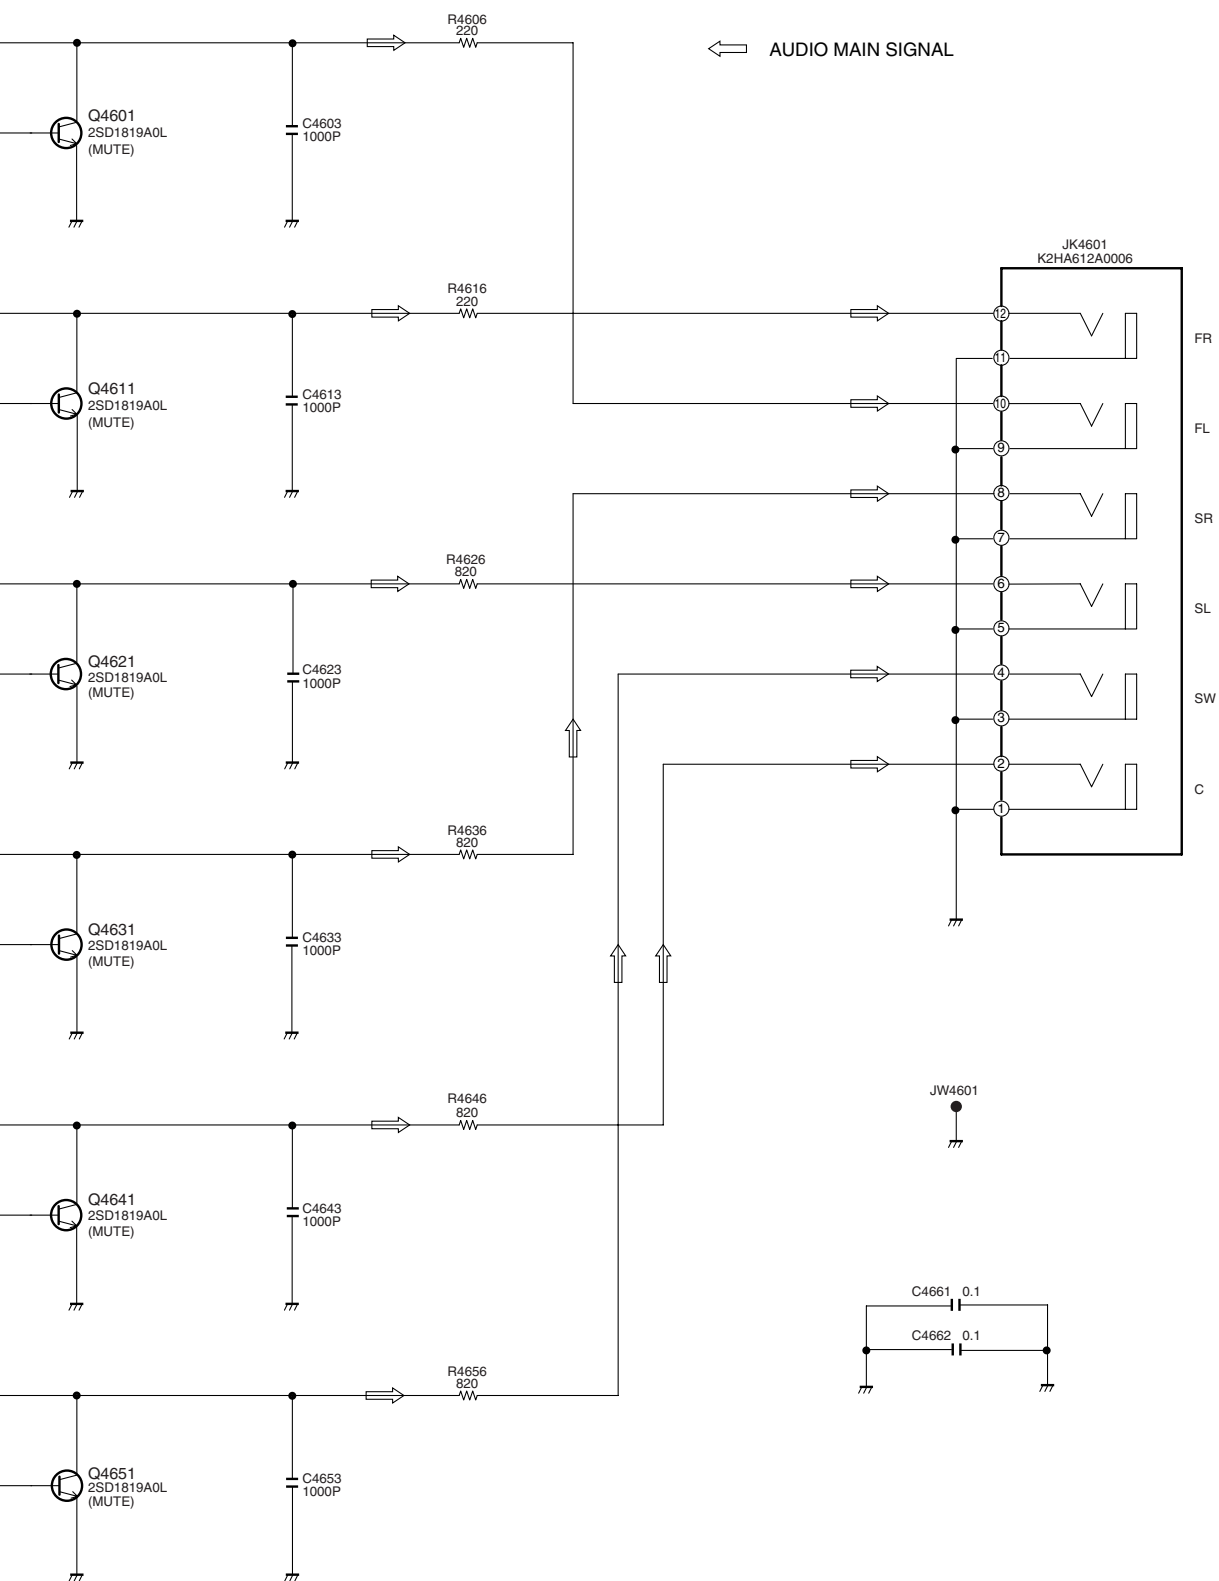 R4606
220
AUDIO MAIN SIGNAL
Q4601
2SD1819A0L
(MUTE)
C4603
1000P
JK4601
K2HA612A0006
R4616
220
12
FR
11
Q4611
2SD1819A0L
(MUTE)
C4613
1000P
10
FL
9
8
SR
7
R4626
820
6
SL
5
Q4621
2SD1819A0L
(MUTE)
C4623
1000P
4
SW
3
2
C
1
R4636
820
Q4631
2SD1819A0L
(MUTE)
C4633
1000P
R4646
820
JW4601
Q4641
2SD1819A0L
(MUTE)
C4643
1000P
C4661 0.1
C4662 0.1
R4656
820
Q4651
2SD1819A0L
(MUTE)
C4653
1000P